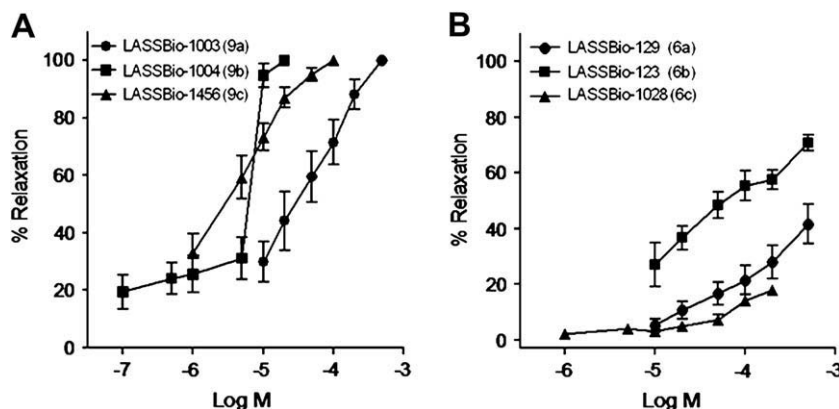 A
LASSBio-1003 (9a)
LASSBio-1004 (9b)
LASSBio-1456 (9c)
100
80
60
40
20
0
% Relaxation
-7
-6
-5
-4
-3
Log M
B
LASSBio-129 (6a)
LASSBio-123 (6b)
LASSBio-1028 (6c)
100
80
60
40
20
0
% Relaxation
-6
-5
-4
-3
Log M